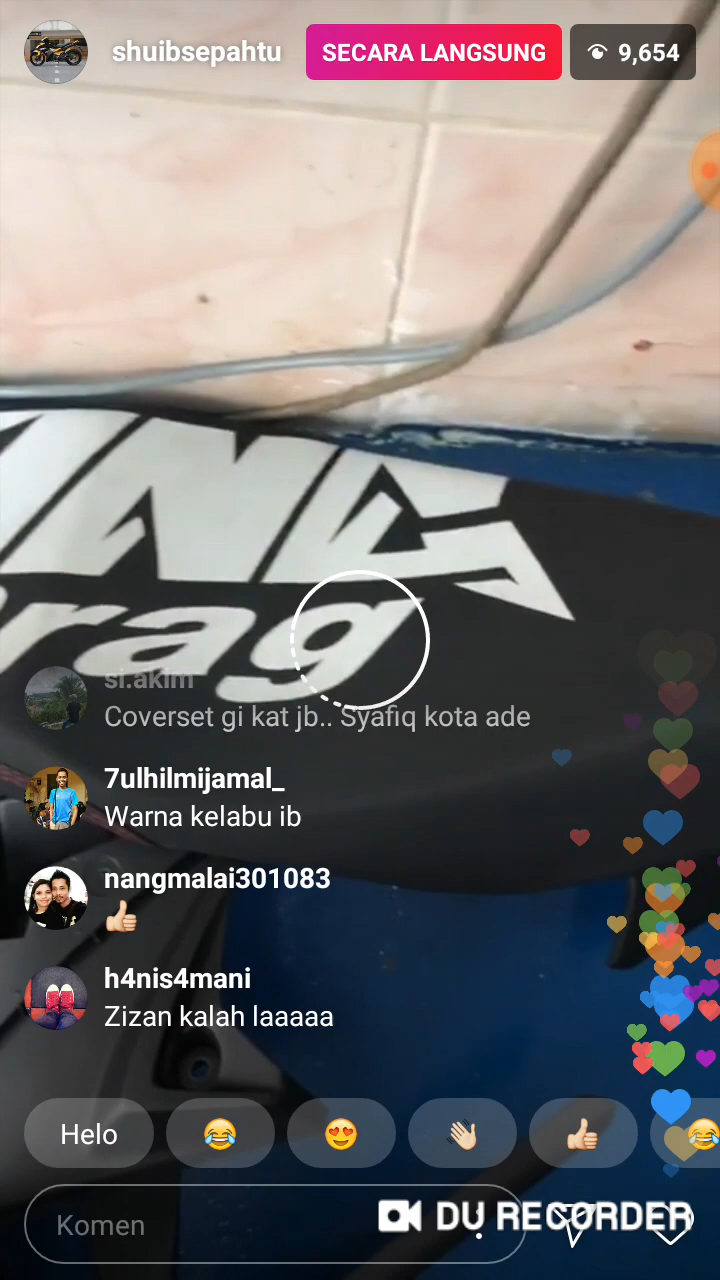 shuibsepahtu SECARA LANGSUNG 9,654
ING
rag
si.akim
Coverset gi kat jb.. Syafiq kota ade
7ulhilmijamal_
Warna kelabu ib
nangmalai301083
👍🏻
h4nis4mani
Zizan kalah laaaaa
Helo 😂 😍 👋🏻 👍🏻 😂
Komen
DU RECORDER